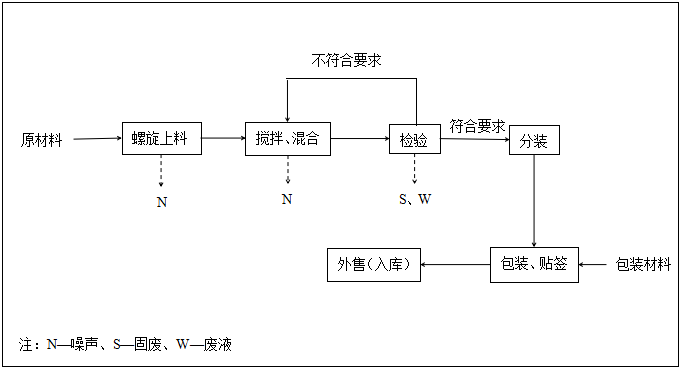 不符合要求
原材料
螺旋上料
搅拌、混合
检验
符合要求
分装
N
N
S、W
外售（入库）
包装、贴签
包装材料
注：N—噪声、S—固废、W—废液